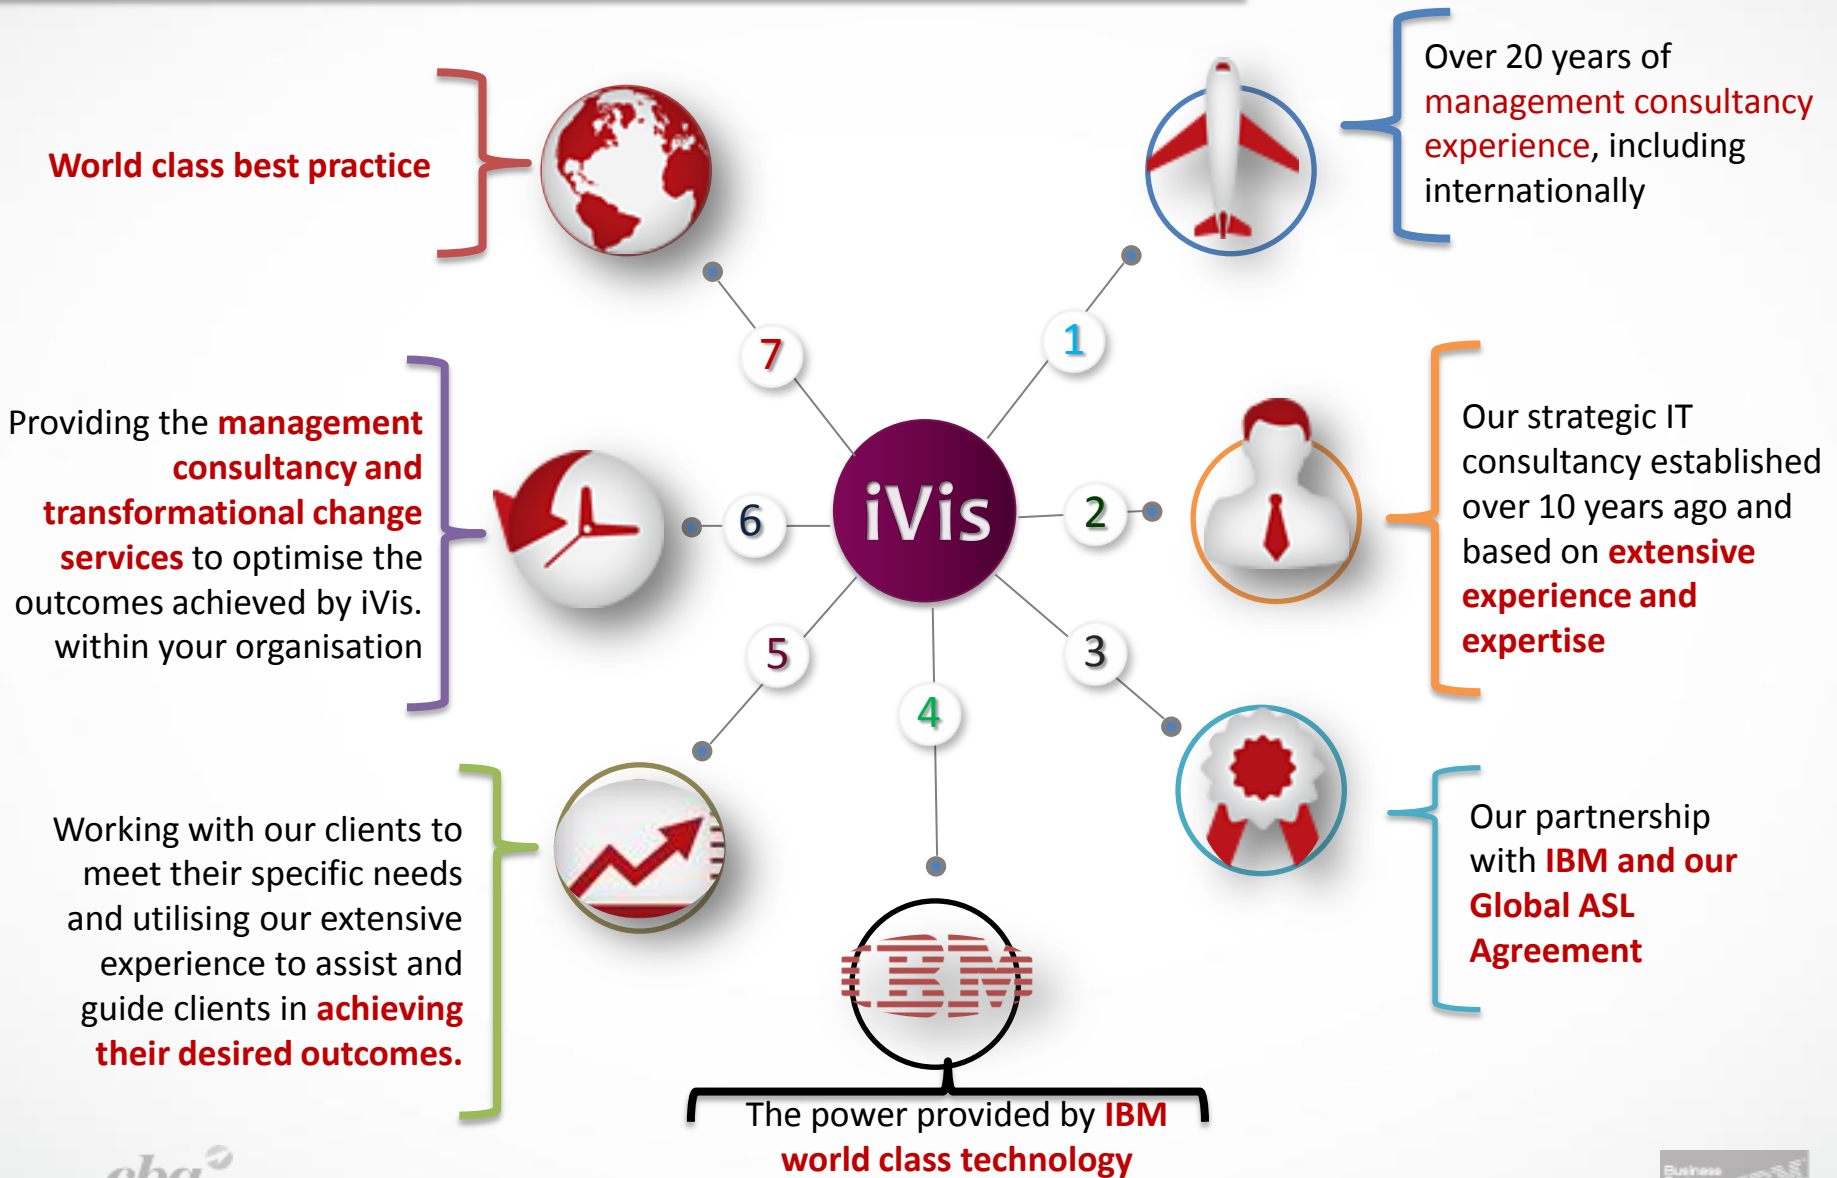 World class best practice
Over 20 years of
management consultancy
experience, including
internationally
7
1
Providing the management
consultancy and
transformational change
services to optimise the
outcomes achieved by iVis.
within your organisation
6
iVis
2
Our strategic IT
consultancy established
over 10 years ago and
based on extensive
experience and
expertise
5
4
3
Working with our clients to
meet their specific needs
and utilising our extensive
experience to assist and
guide clients in achieving
their desired outcomes.
IBM
Our partnership
with IBM and our
Global ASL
Agreement
The power provided by IBM
world class technology
cba
Business